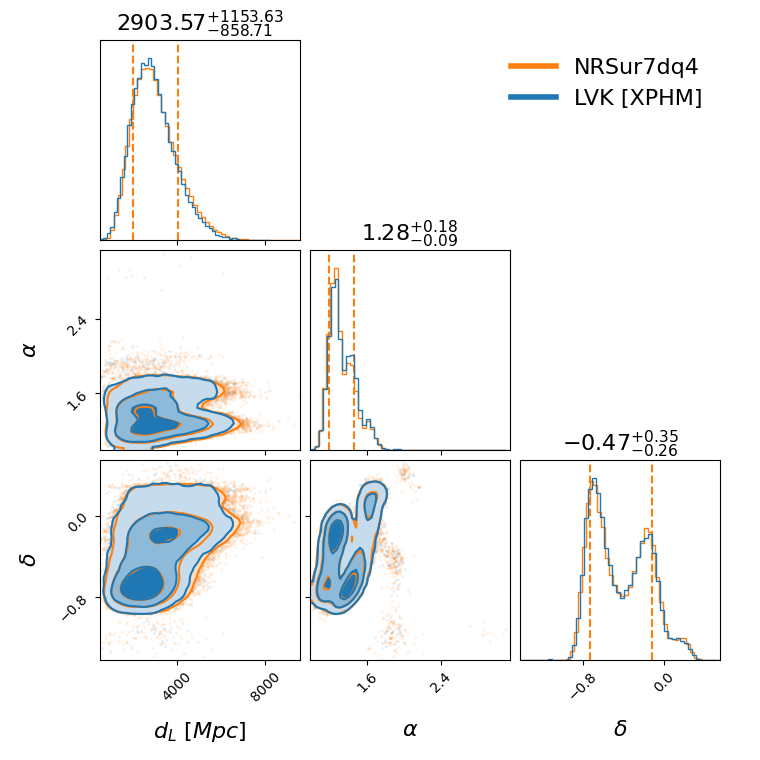 2903.57+1153.63−858.71
NRSur7dq4
LVK [XPHM]
1.28+0.18−0.09
α
2.4
1.6
−0.47+0.35−0.26
δ
0.0
−0.8
4000
8000
1.6
2.4
−0.8
0.0
dL [Mpc]
α
δ